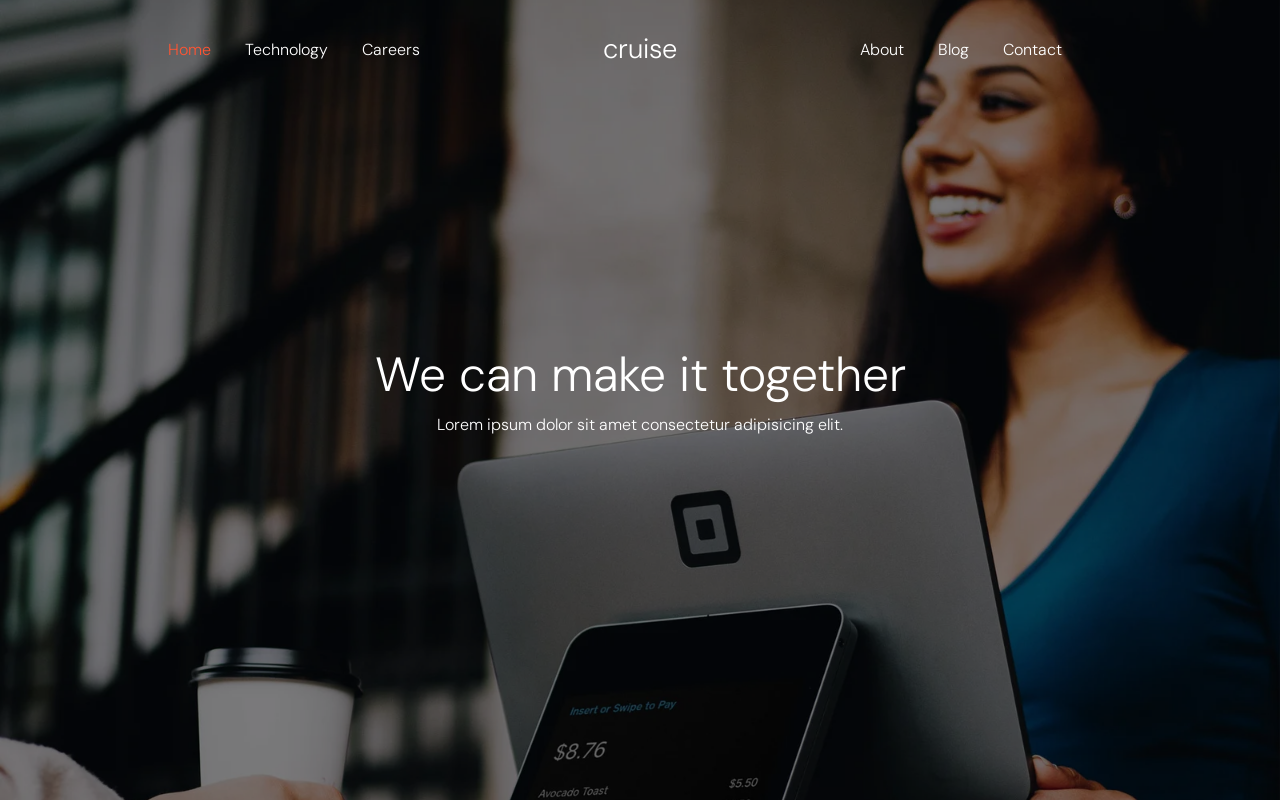 Home Technology Careers cruise About Blog Contact
We can make it together
Lorem ipsum dolor sit amet consectetur adipisicing elit.
Insert or Swipe to Pay
$8.76
Avocado Toast $5.50